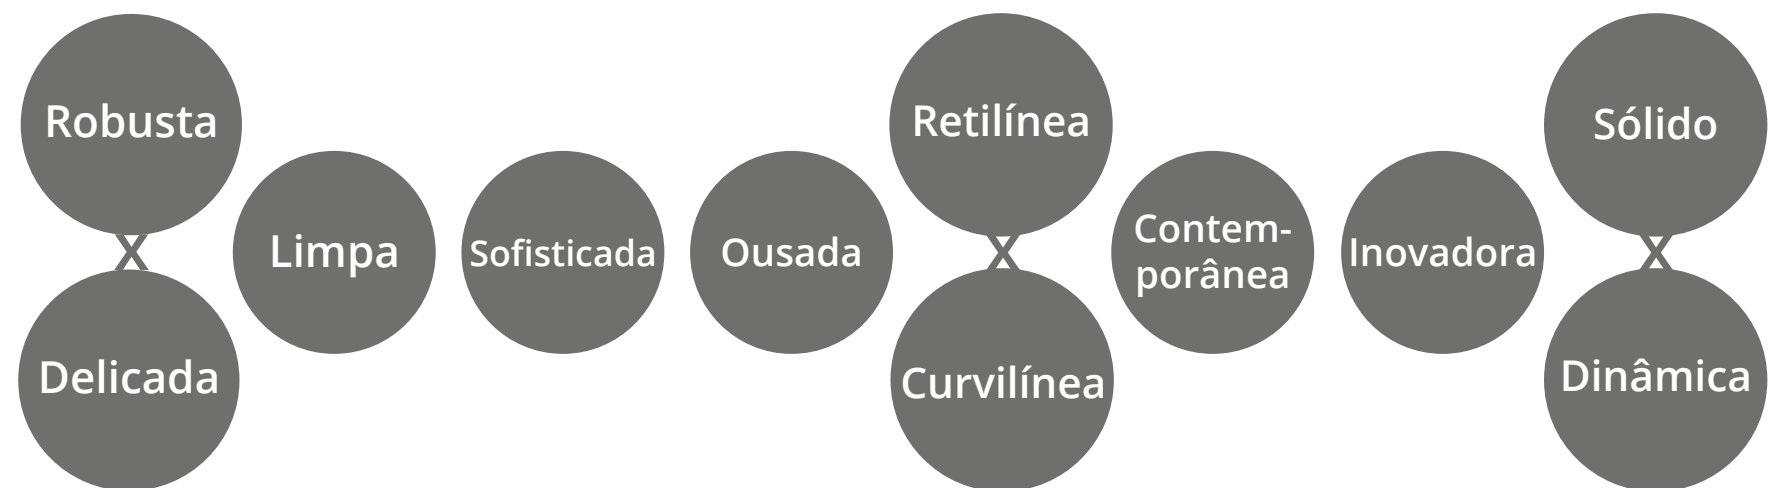 Robusta
X
Delicada
Limpa
Sofisticada
Ousada
Retilínea
X
Curvilínea
Contem-
porânea
Inovadora
Sólido
X
Dinâmica